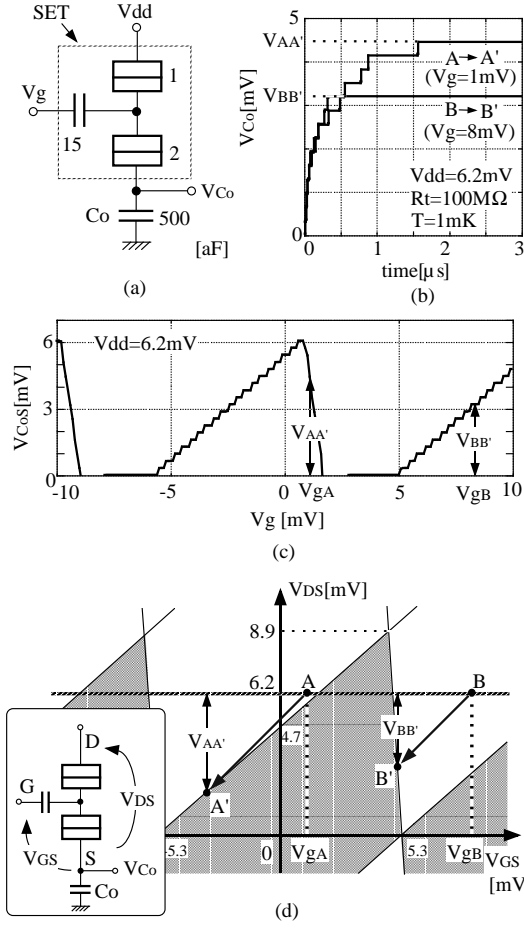 SET
Vdd
1
Vg
15
2
VCo
Co
500
[aF]
(a)
5
VAA'
A→A'
(Vg=1mV)
VBB'
B→B'
(Vg=8mV)
VCo[mV]
Vdd=6.2mV
Rt=100MΩ
T=1mK
0
0 1 2 3
time[μs]
(b)
6
Vdd=6.2mV
VCoS[mV]
3
VAA'
VBB'
0
-10 -5 0 VgA 5 VgB 10
Vg [mV]
(c)
VDS[mV]
8.9
6.2
A
B
4.7
VAA'
VBB'
A'
B'
D
G
VDS
VGS
S
VCo
Co
-5.3
0
VgA
5.3
VgB
VGS
[mV]
(d)